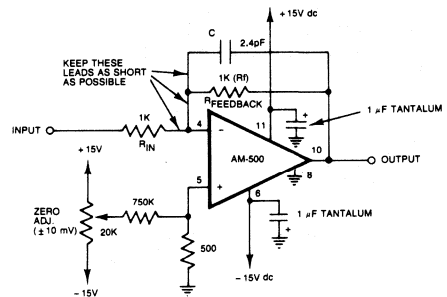 +15V dc
C
2.4pF
KEEP THESE
LEADS AS SHORT
AS POSSIBLE
1K (Rf)
RFEEDBACK
1 µF TANTALUM
11
+
INPUT
1K
RIN
4
−
AM-500
10
OUTPUT
8
+15V
5
+
6
ZERO
ADJ.
(±10 mV)
20K
750K
1 µF TANTALUM
+
500
−15V
−15V dc